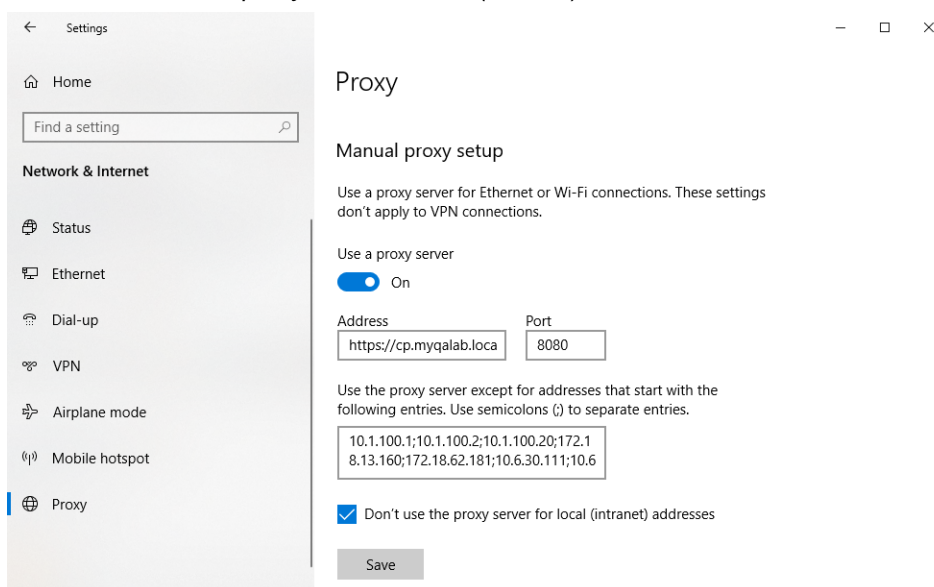 Settings
Home
Proxy
Find a setting
Manual proxy setup
Network & Internet
Use a proxy server for Ethernet or Wi-Fi connections. These settings
don't apply to VPN connections.
Status
Use a proxy server
Ethernet
On
Dial-up
Address Port
https://cp.myqalab.loca 8080
VPN
Use the proxy server except for addresses that start with the
following entries. Use semicolons (;) to separate entries.
Airplane mode
10.1.100.1;10.1.100.2;10.1.100.20;172.1
8.13.160;172.18.62.181;10.6.30.111;10.6
Mobile hotspot
Proxy
Don't use the proxy server for local (intranet) addresses
Save